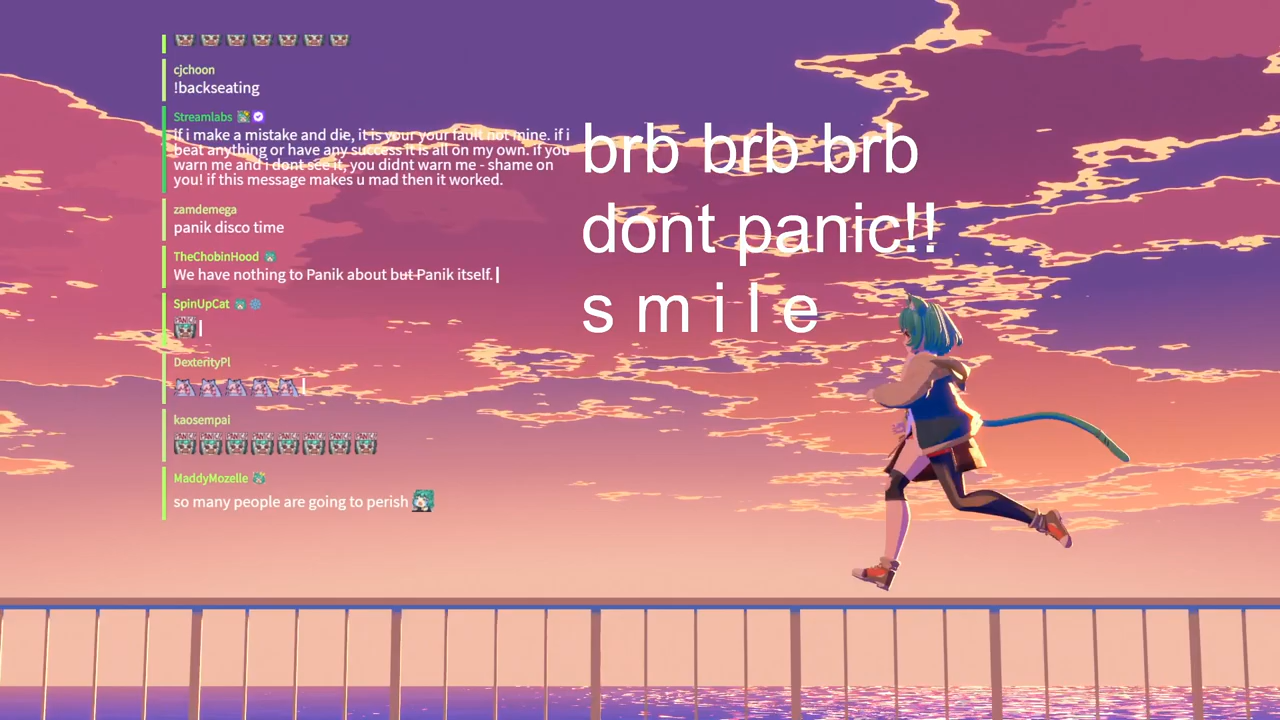 cjchoon
!backseating
Streamlabs
if i make a mistake and die, it is your your fault not mine. if i
beat anything or have any success it is all on my own. if you
warn me and i dont see it, you didnt warn me - shame on
you! if this message makes u mad then it worked.
zamdemega
panik disco time
TheChobinHood
We have nothing to Panik about but Panik itself.
SpinUpCat
DexterityPl
kaosempai
MaddyMozelle
so many people are going to perish
brb brb brb
dont panic!!
s m i l e